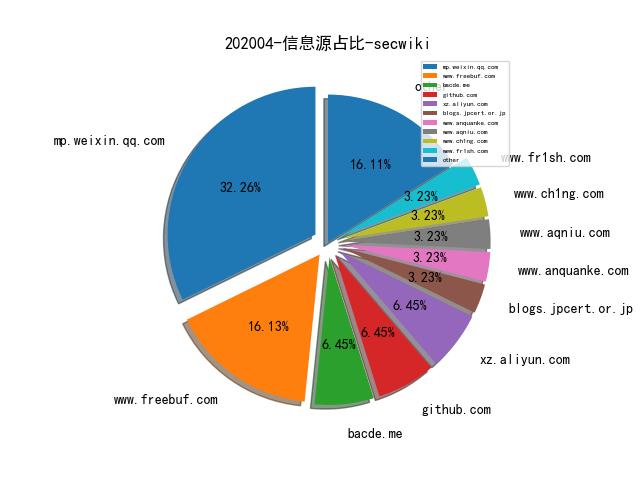 202004-信息源占比-secwiki
mp.weixin.qq.com
www.freebuf.com
bacde.me
github.com
xz.aliyun.com
blogs.jpcert.or.jp
www.anquanke.com
www.aqniu.com
www.ch1ng.com
www.fr1sh.com
other
mp.weixin.qq.com
32.26%
www.freebuf.com
16.13%
bacde.me
6.45%
github.com
6.45%
xz.aliyun.com
6.45%
blogs.jpcert.or.jp
3.23%
www.anquanke.com
3.23%
www.aqniu.com
3.23%
www.ch1ng.com
3.23%
www.fr1sh.com
3.23%
16.11%